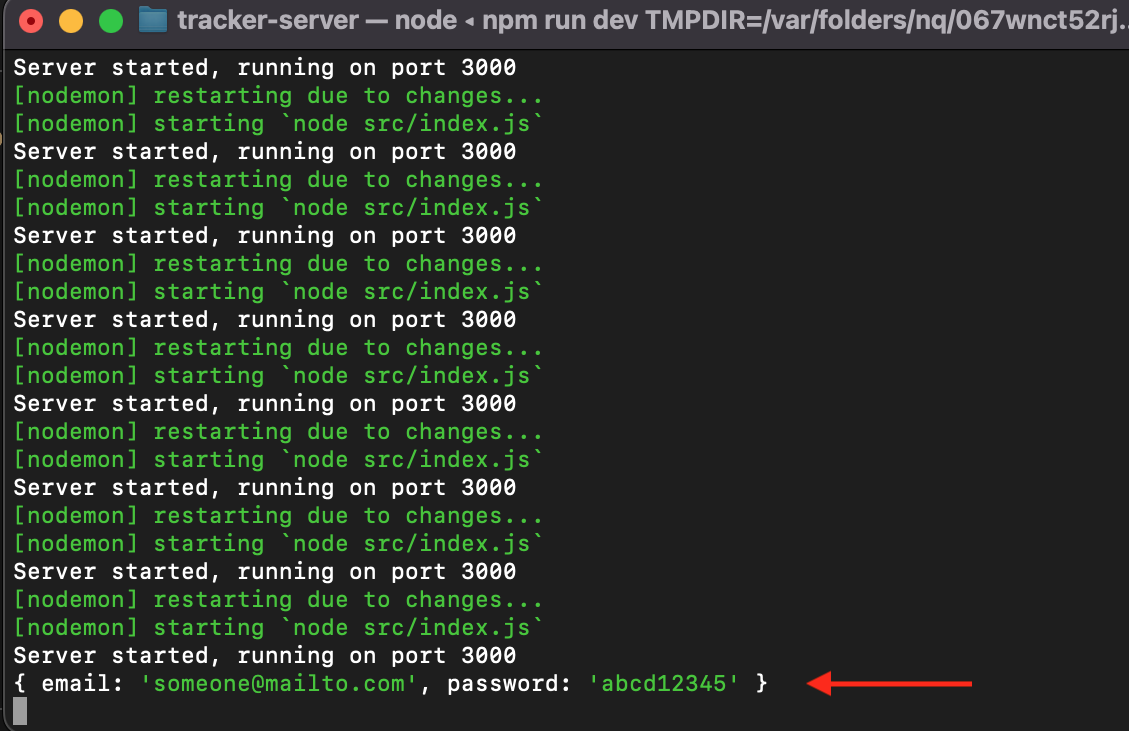 tracker-server — node ◂ npm run dev TMPDIR=/var/folders/nq/067wnct52rj...
Server started, running on port 3000
[nodemon] restarting due to changes...
[nodemon] starting `node src/index.js`
Server started, running on port 3000
[nodemon] restarting due to changes...
[nodemon] starting `node src/index.js`
Server started, running on port 3000
[nodemon] restarting due to changes...
[nodemon] starting `node src/index.js`
Server started, running on port 3000
[nodemon] restarting due to changes...
[nodemon] starting `node src/index.js`
Server started, running on port 3000
[nodemon] restarting due to changes...
[nodemon] starting `node src/index.js`
Server started, running on port 3000
[nodemon] restarting due to changes...
[nodemon] starting `node src/index.js`
Server started, running on port 3000
[nodemon] restarting due to changes...
[nodemon] starting `node src/index.js`
Server started, running on port 3000
{ email: 'someone@mailto.com', password: 'abcd12345' }